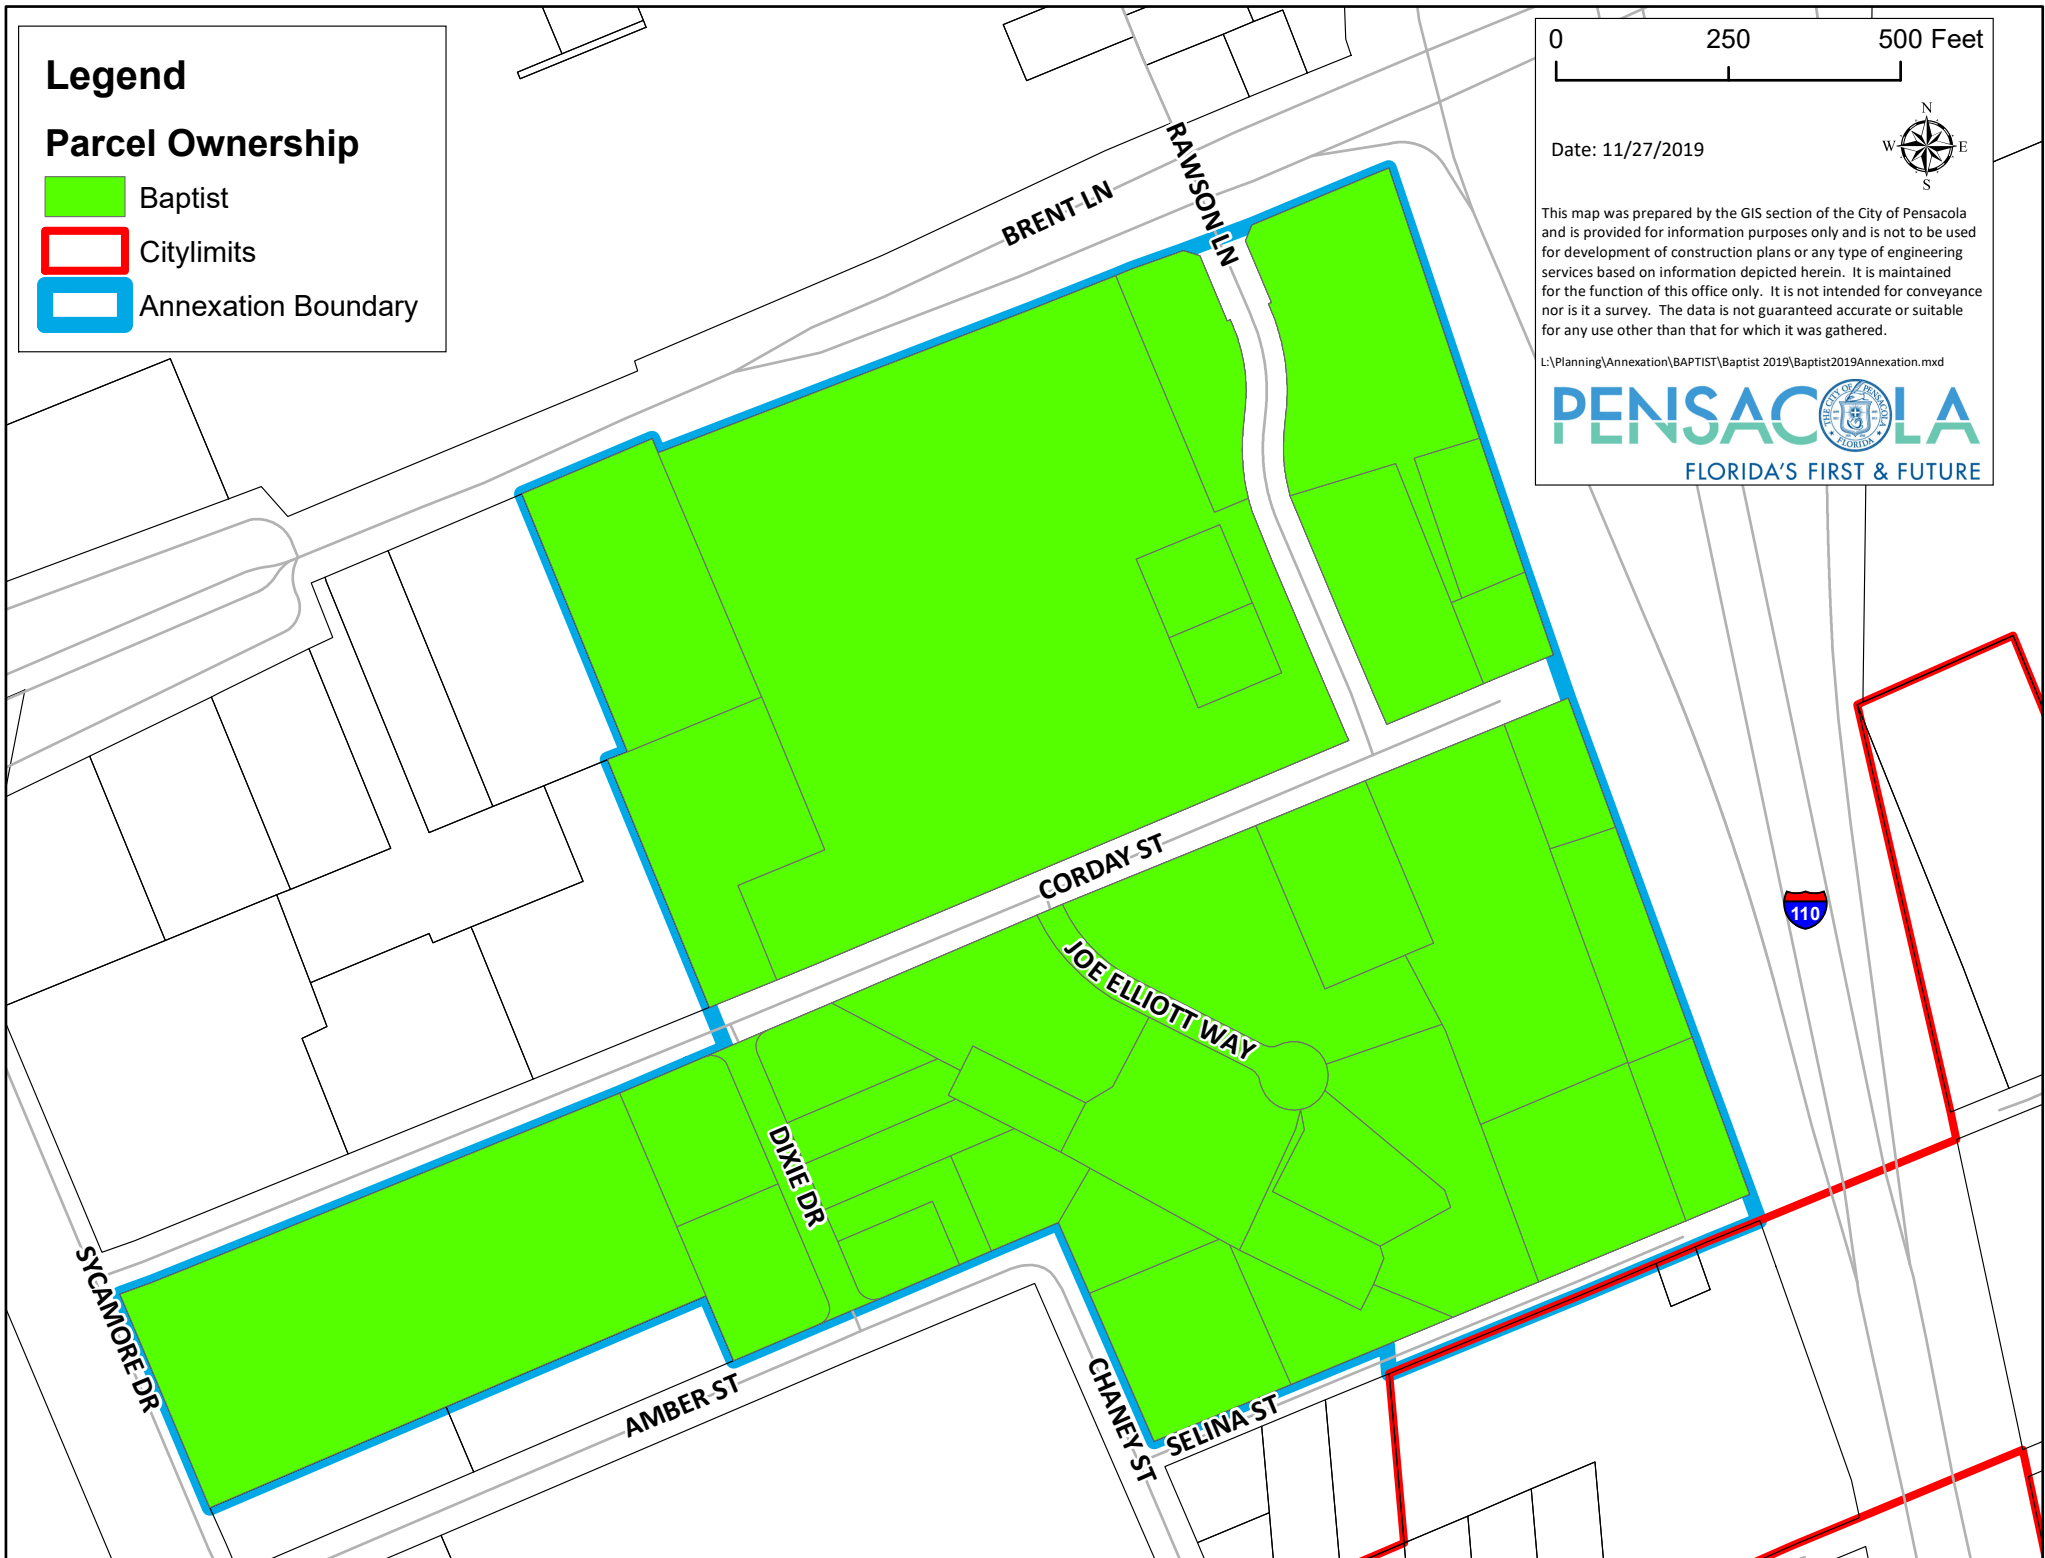 Legend
Parcel Ownership
Baptist
Citylimits
Annexation Boundary
0 250 500 Feet
N
W E
S
Date: 11/27/2019
This map was prepared by the GIS section of the City of Pensacola
and is provided for information purposes only and is not to be used
for development of construction plans or any type of engineering
services based on information depicted herein. It is maintained
for the function of this office only. It is not intended for conveyance
nor is it a survey. The data is not guaranteed accurate or suitable
for any use other than that for which it was gathered.
L:\Planning\Annexation\BAPTIST\Baptist 2019\Baptist2019Annexation.mxd
PENSACOLA
THE CITY OF PENSACOLA
FLORIDA
FLORIDA'S FIRST & FUTURE
BRENT LN
RAWSON LN
CORDAY ST
JOE ELLIOTT WAY
110
DIXIE DR
SYCAMORE DR
AMBER ST
CHANEY ST
SELINA ST